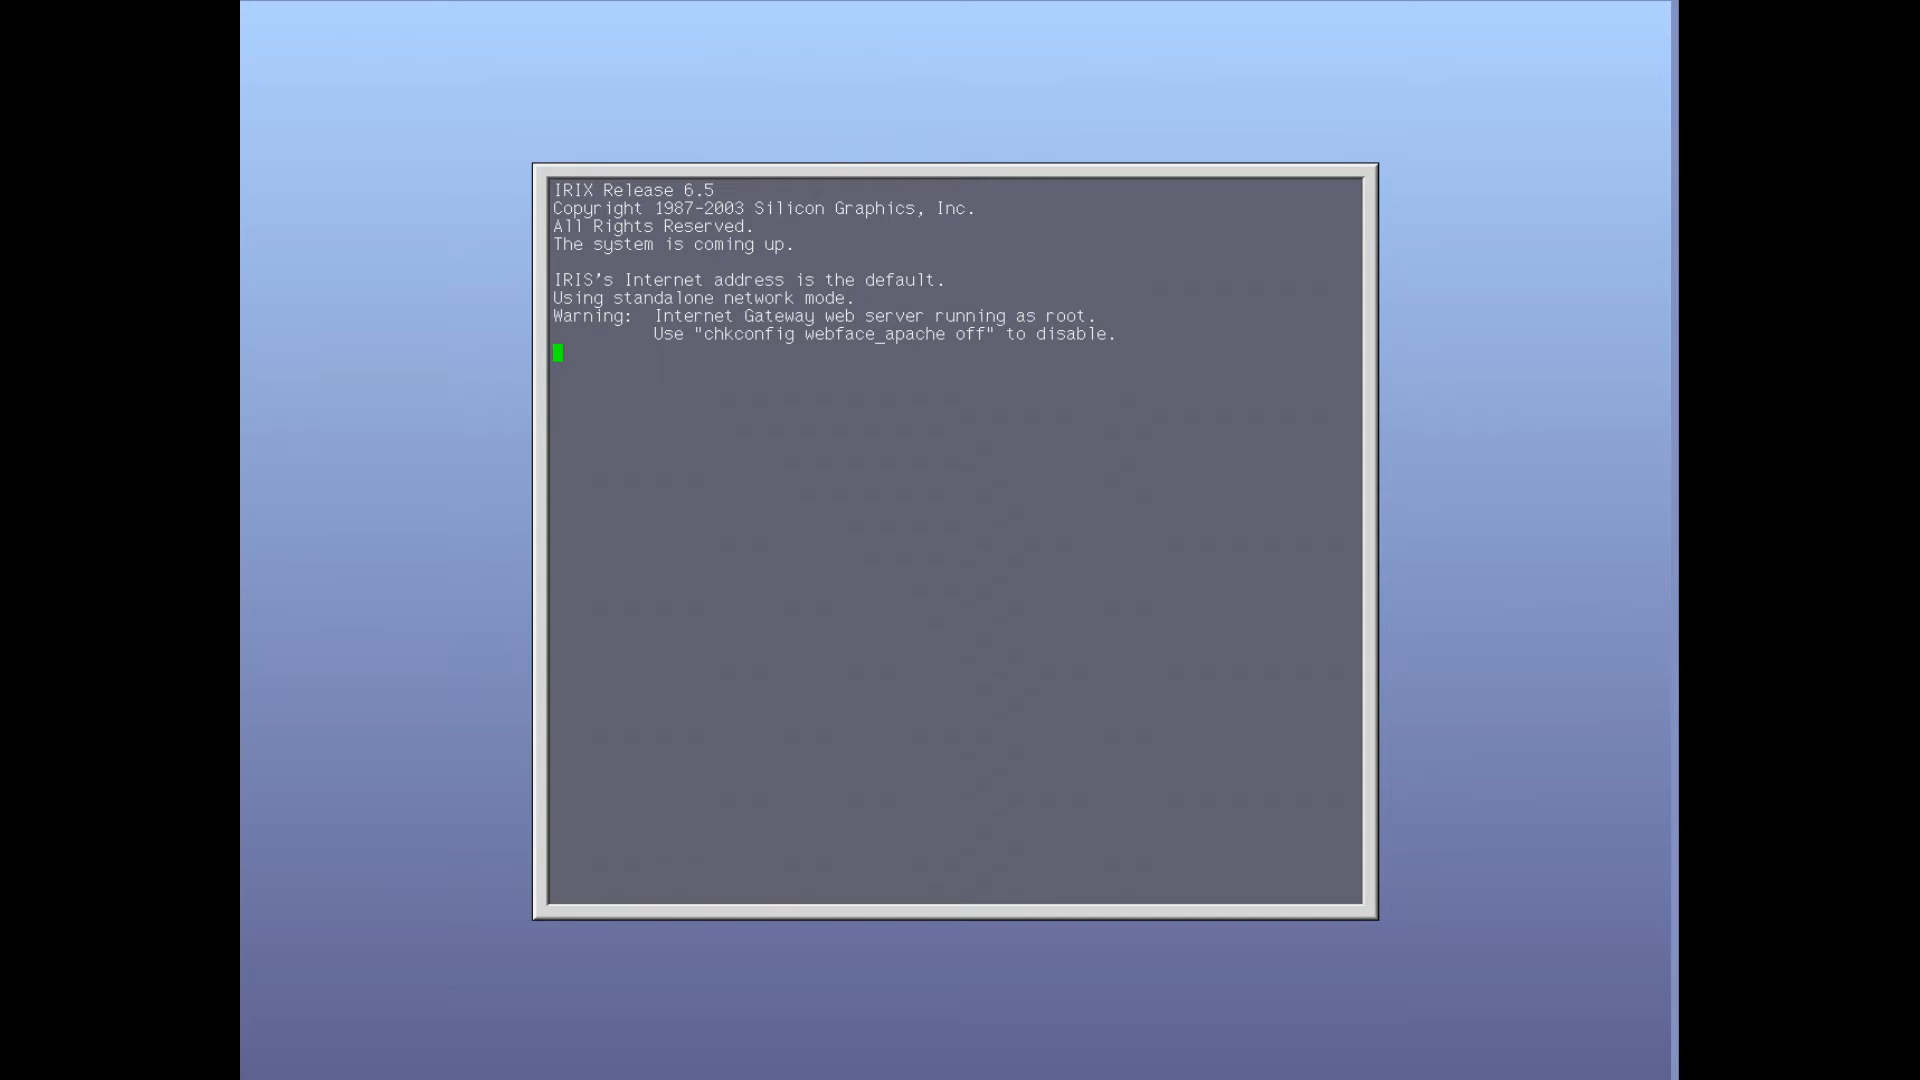 IRIX Release 6.5
Copyright 1987-2003 Silicon Graphics, Inc.
All Rights Reserved.
The system is coming up.
IRIS's Internet address is the default.
Using standalone network mode.
Warning:  Internet Gateway web server running as root.
          Use "chkconfig webface_apache off" to disable.